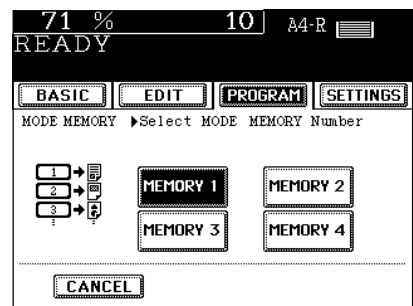 71 % 10 A4-R
READY
BASIC EDIT PROGRAM SETTINGS
MODE MEMORY ▶Select MODE MEMORY Number
1
2
3
MEMORY 1 MEMORY 2
MEMORY 3 MEMORY 4
CANCEL